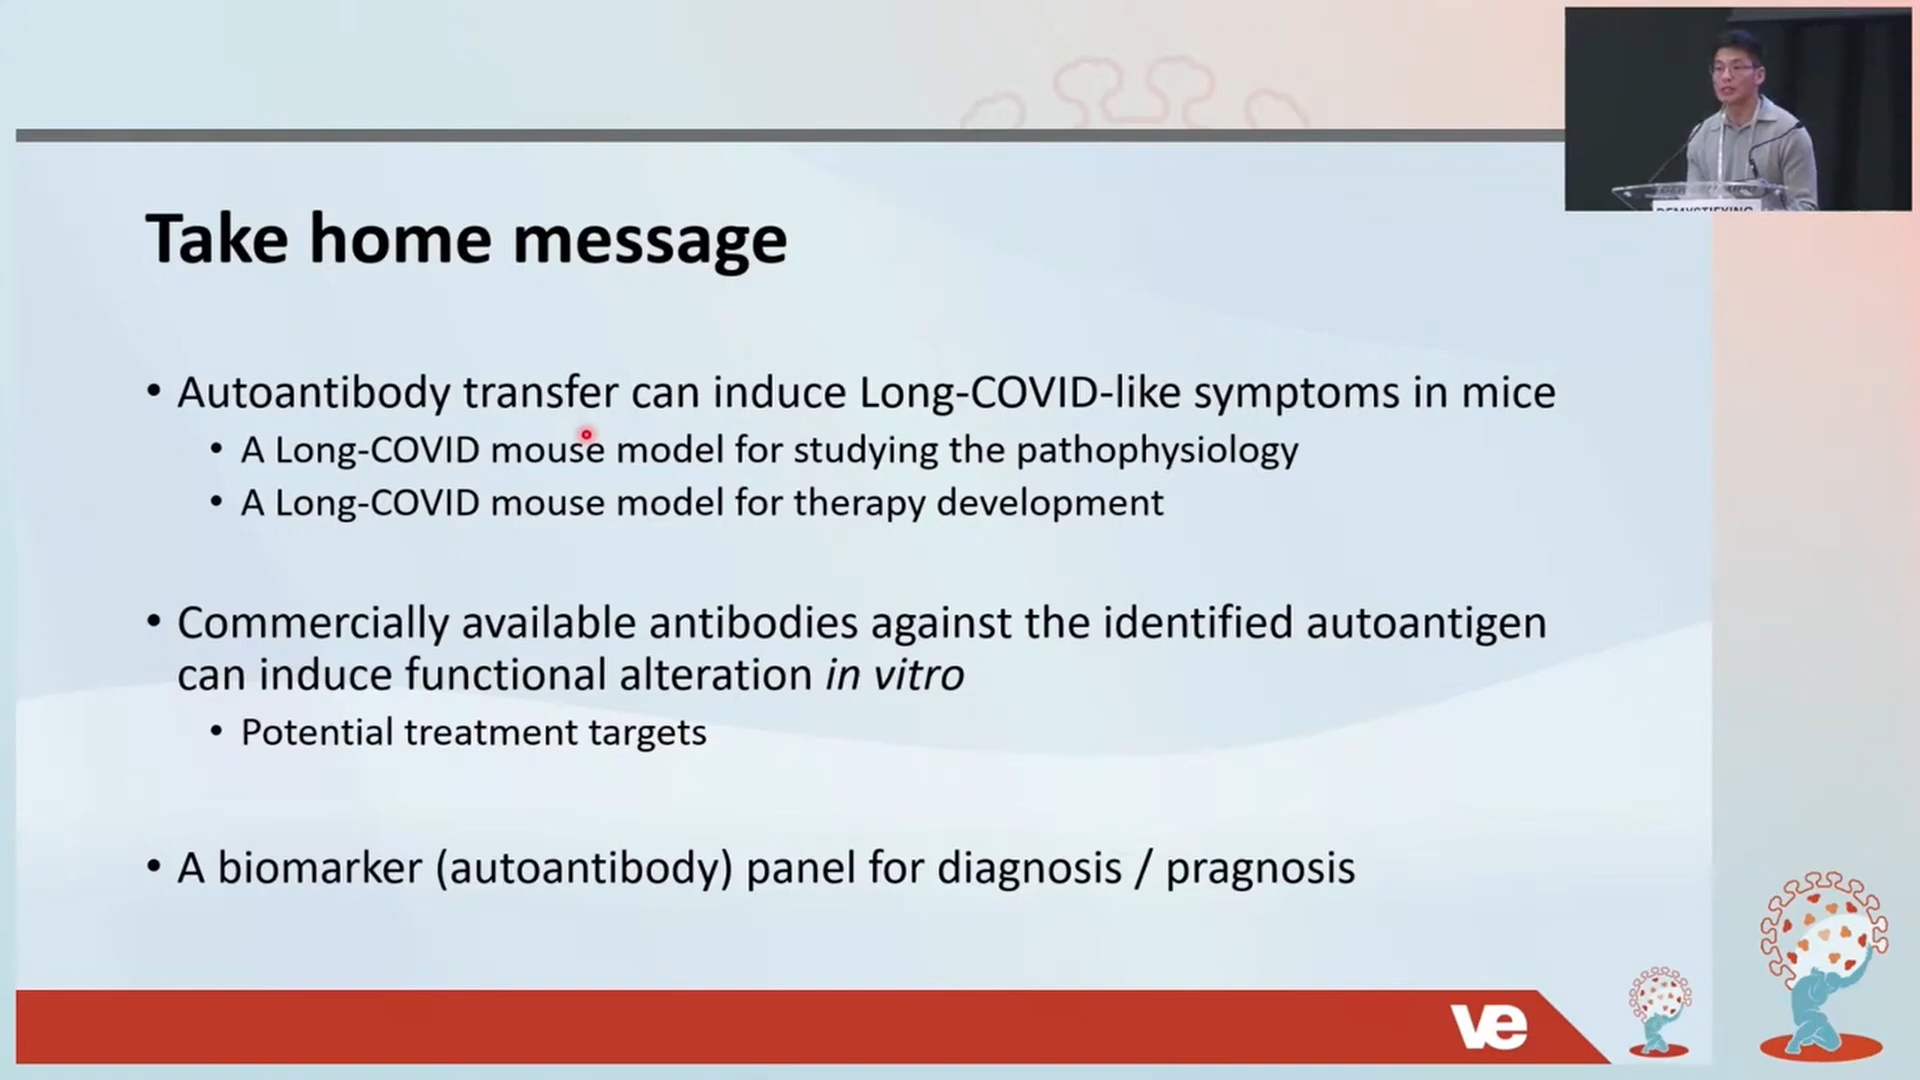 Take home message
• Autoantibody transfer can induce Long-COVID-like symptoms in mice
• A Long-COVID mouse model for studying the pathophysiology
• A Long-COVID mouse model for therapy development
• Commercially available antibodies against the identified autoantigen
can induce functional alteration in vitro
• Potential treatment targets
• A biomarker (autoantibody) panel for diagnosis / pragnosis
ve
DEMYSTIFYING